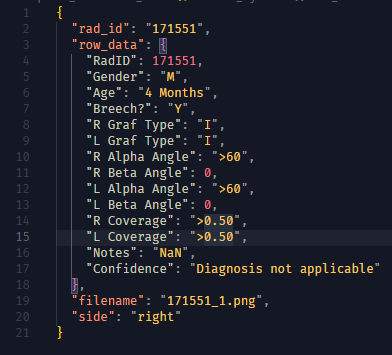 1 {
2 "rad_id": "171551",
3 "row_data": {
4 "RadID": 171551,
5 "Gender": "M",
6 "Age": "4 Months",
7 "Breech?": "Y",
8 "R Graf Type": "I",
9 "L Graf Type": "I",
10 "R Alpha Angle": ">60",
11 "R Beta Angle": 0,
12 "L Alpha Angle": ">60",
13 "L Beta Angle": 0,
14 "R Coverage": ">0.50",
15 "L Coverage": ">0.50",
16 "Notes": "NaN",
17 "Confidence": "Diagnosis not applicable"
18 },
19 "filename": "171551_1.png",
20 "side": "right"
21 }